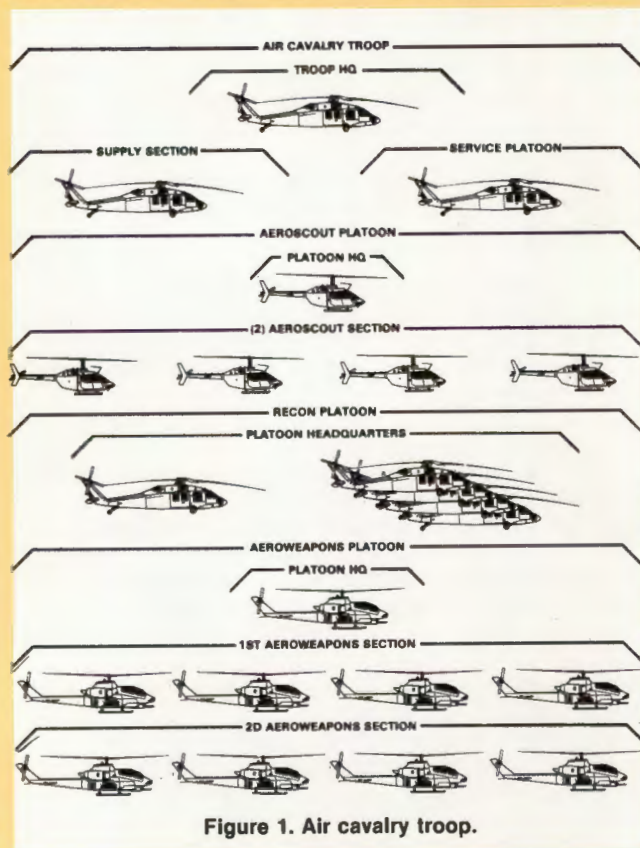 AIR CAVALRY TROOP
TROOP HQ
SUPPLY SECTION
SERVICE PLATOON
AEROSCOUT PLATOON
PLATOON HQ
(2) AEROSCOUT SECTION
RECON PLATOON
PLATOON HEADQUARTERS
AEROWEAPONS PLATOON
PLATOON HQ
1ST AEROWEAPONS SECTION
2D AEROWEAPONS SECTION
Figure 1. Air cavalry troop.